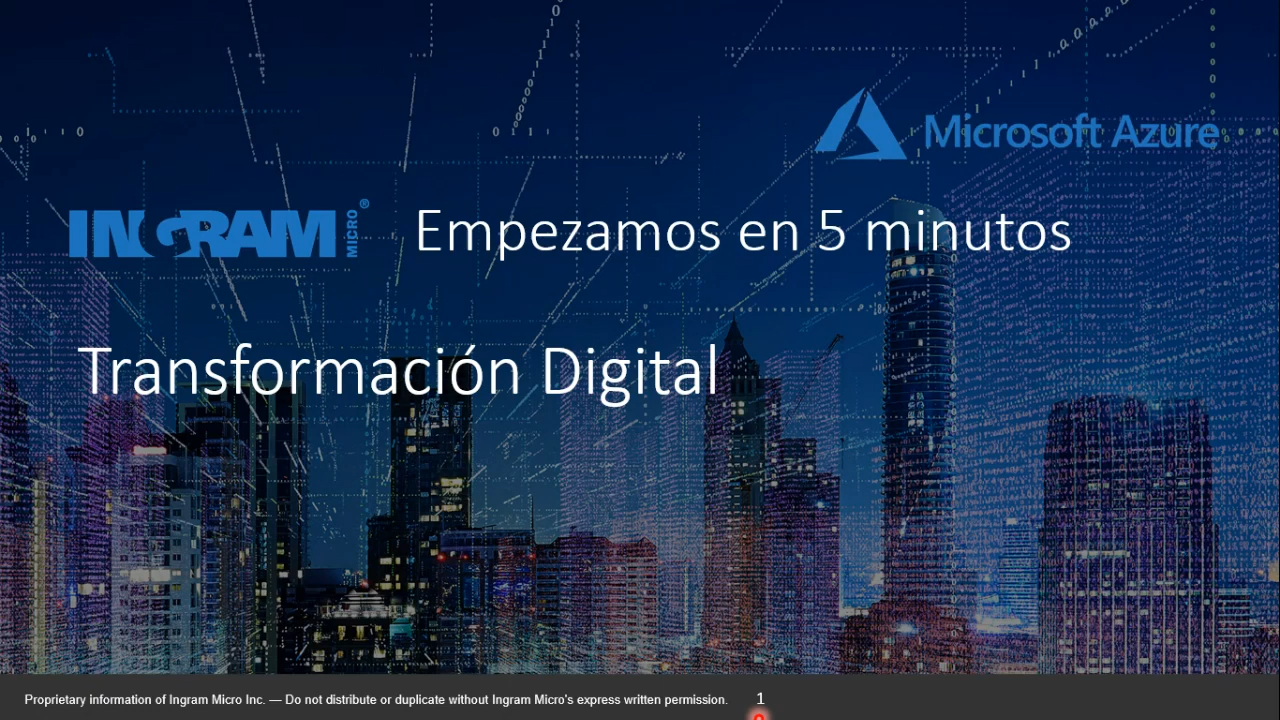 Microsoft Azure
INGRAM MICRO® Empezamos en 5 minutos
Transformación Digital
Proprietary information of Ingram Micro Inc. — Do not distribute or duplicate without Ingram Micro's express written permission. 1